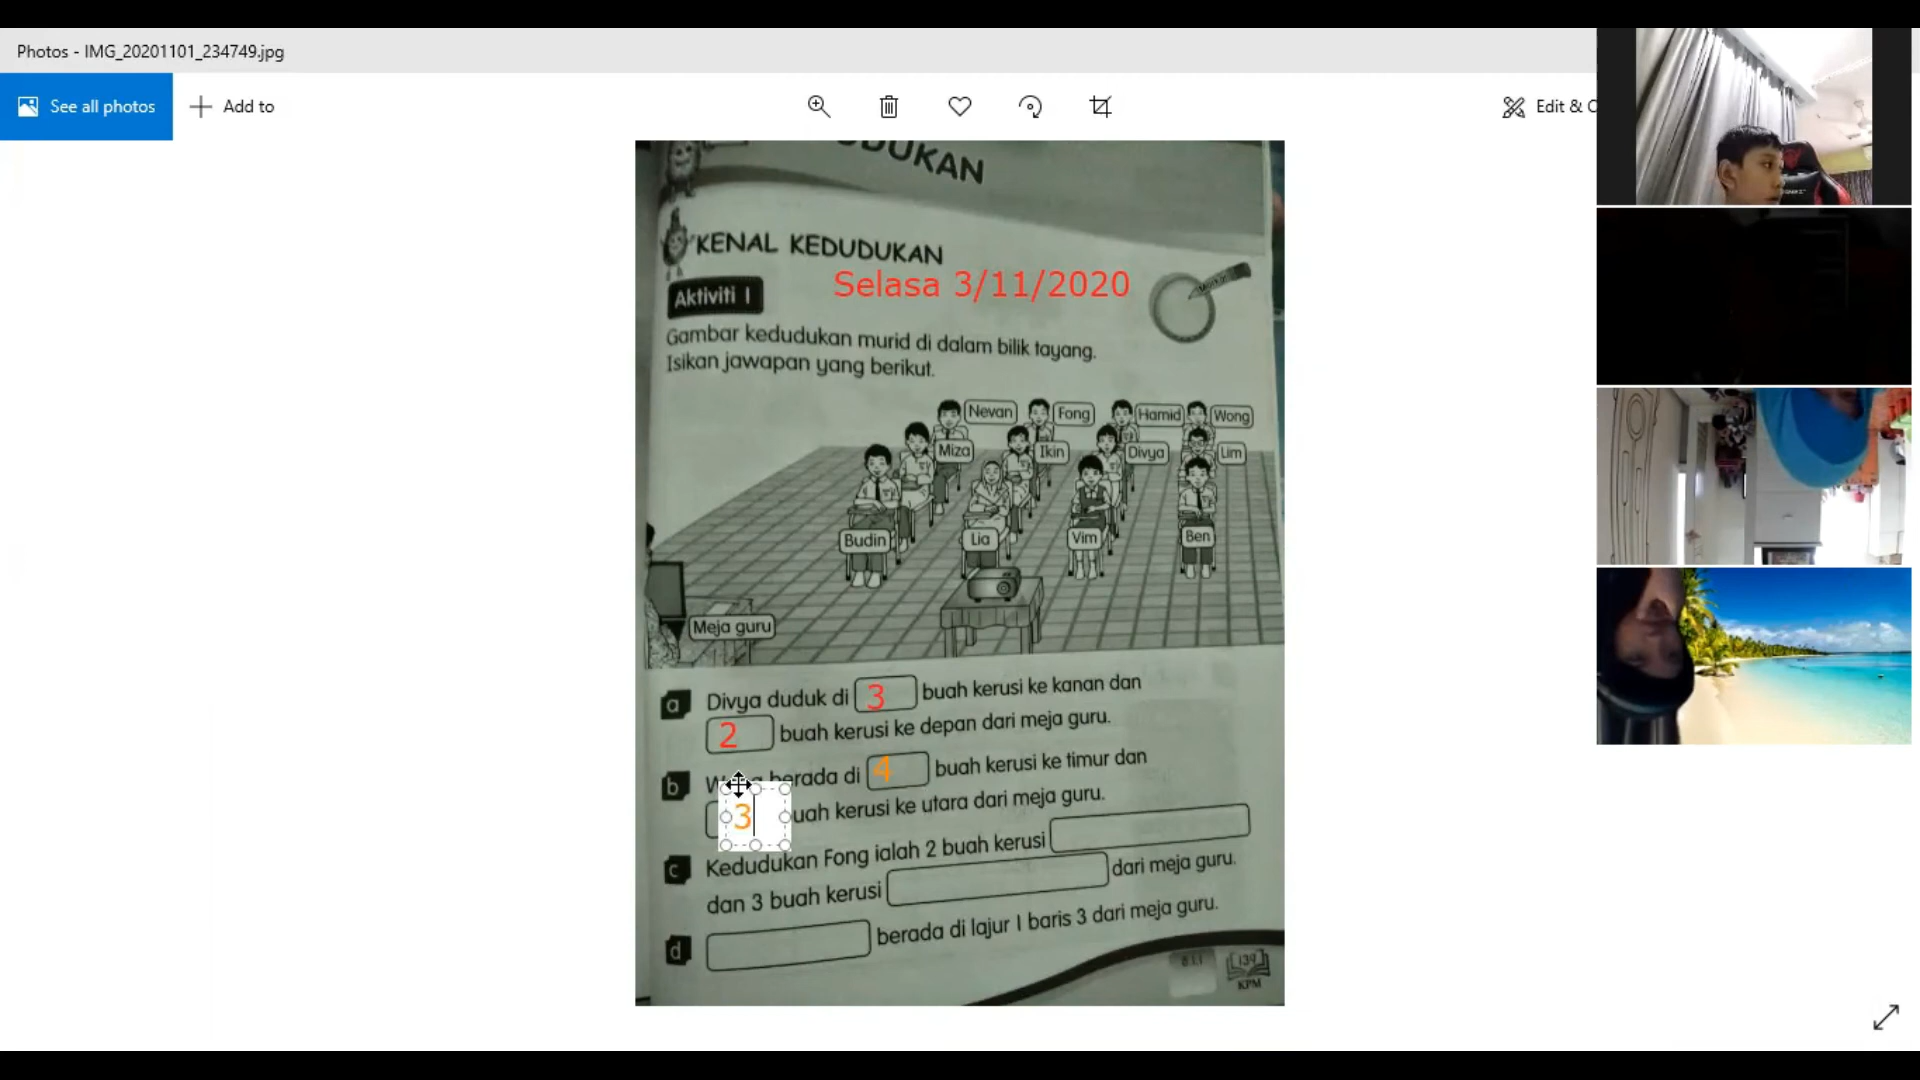 Photos - IMG_20201101_234749.jpg
See all photos
Add to
Edit & C
DUKAN
KENAL KEDUDUKAN
Selasa 3/11/2020
Aktiviti 1
Gambar kedudukan murid di dalam bilik tayang.
Isikan jawapan yang berikut.
Nevan Fong Hamid Wong
Miza Ikin Divya Lim
Budin Lia Vim Ben
Meja guru
a Divya duduk di 3 buah kerusi ke kanan dan
2 buah kerusi ke depan dari meja guru.
b berada di 4 buah kerusi ke timur dan
3 uah kerusi ke utara dari meja guru.
c Kedudukan Fong ialah 2 buah kerusi
dan 3 buah kerusi dari meja guru.
d berada di lajur 1 baris 3 dari meja guru.
8.1.1 139
KPM